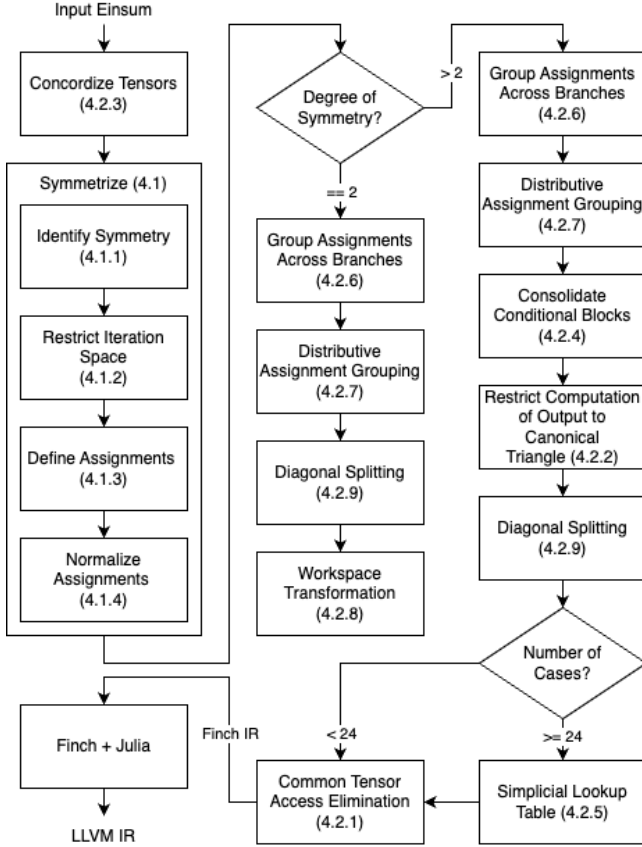 Input Einsum
Concordize Tensors
(4.2.3)
Symmetrize (4.1)
Identify Symmetry
(4.1.1)
Restrict Iteration
Space
(4.1.2)
Define Assignments
(4.1.3)
Normalize
Assignments
(4.1.4)
Degree of
Symmetry?
== 2
> 2
Group Assignments
Across Branches
(4.2.6)
Distributive
Assignment Grouping
(4.2.7)
Diagonal Splitting
(4.2.9)
Workspace
Transformation
(4.2.8)
Group Assignments
Across Branches
(4.2.6)
Distributive
Assignment Grouping
(4.2.7)
Consolidate
Conditional Blocks
(4.2.4)
Restrict Computation
of Output to
Canonical
Triangle (4.2.2)
Diagonal Splitting
(4.2.9)
Number of
Cases?
< 24
>= 24
Simplicial Lookup
Table (4.2.5)
Common Tensor
Access Elimination
(4.2.1)
Finch IR
Finch + Julia
LLVM IR